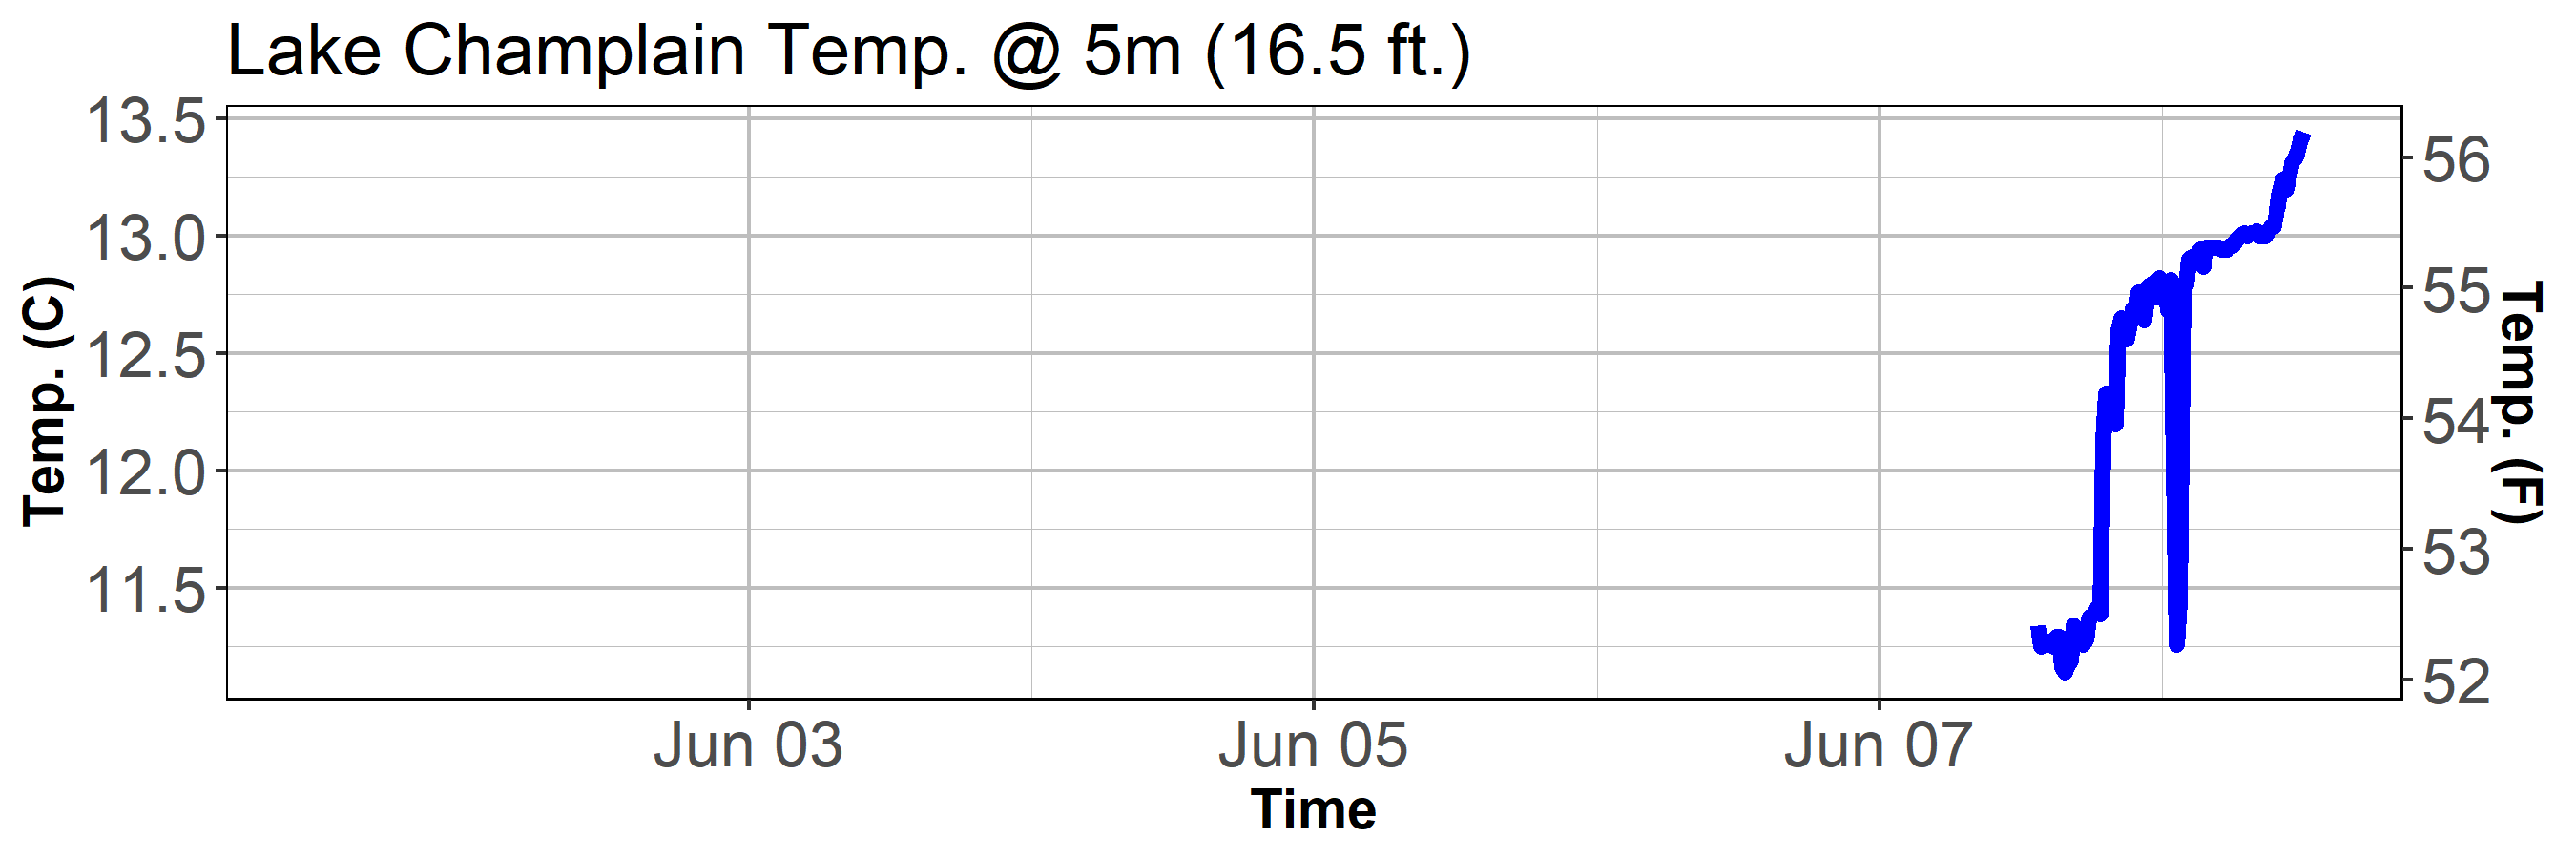 Lake Champlain Temp. @ 5m (16.5 ft.)
Temp. (C)
13.5
13.0
12.5
12.0
11.5
56
55
54
53
52
Temp. (F)
Jun 03 Jun 05 Jun 07
Time